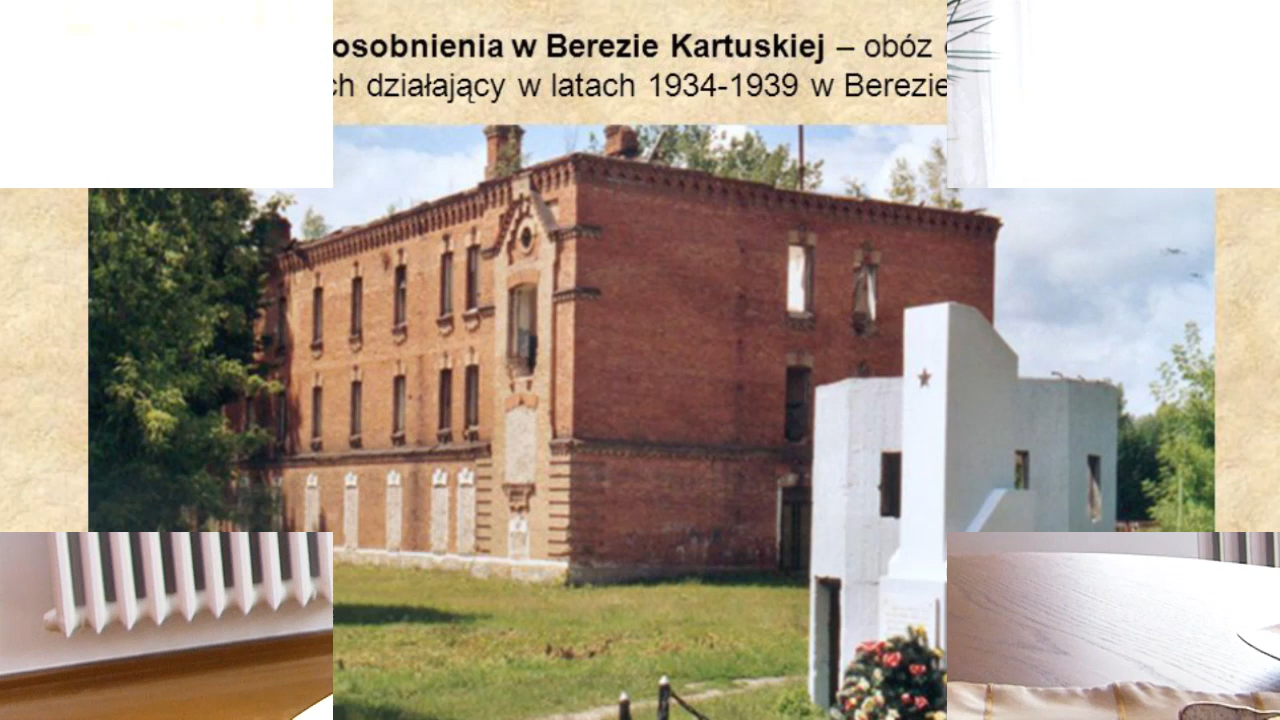 osobnienia w Berezie Kartuskiej – obóz
ch działający w latach 1934-1939 w Berezie